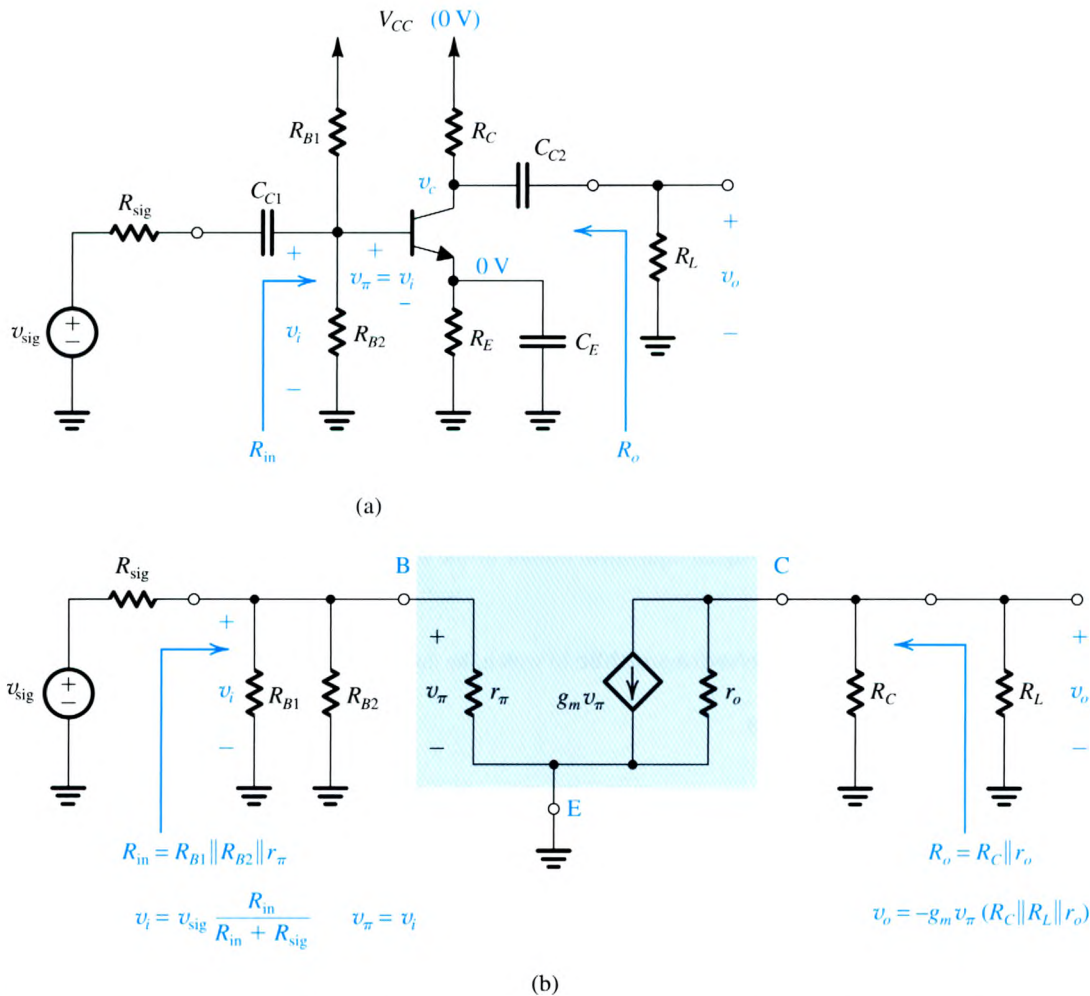 V_CC (0 V)
R_B1
R_C
C_C2
v_c
C_C1
R_sig
+
+
+
R_L
0 V
v_π = v_i
−
v_o
+
−
v_sig
v_i
R_B2
R_E
C_E
−
−
R_in
R_o
(a)
R_sig
B
C
+
+
+
+
−
v_sig
v_i
R_B1
R_B2
v_π
r_π
g_m v_π
r_o
R_C
R_L
v_o
−
−
−
E
R_in = R_B1 || R_B2 || r_π
R_o = R_C || r_o
v_i = v_sig R_in / (R_in + R_sig)   v_π = v_i
v_o = −g_m v_π (R_C || R_L || r_o)
(b)